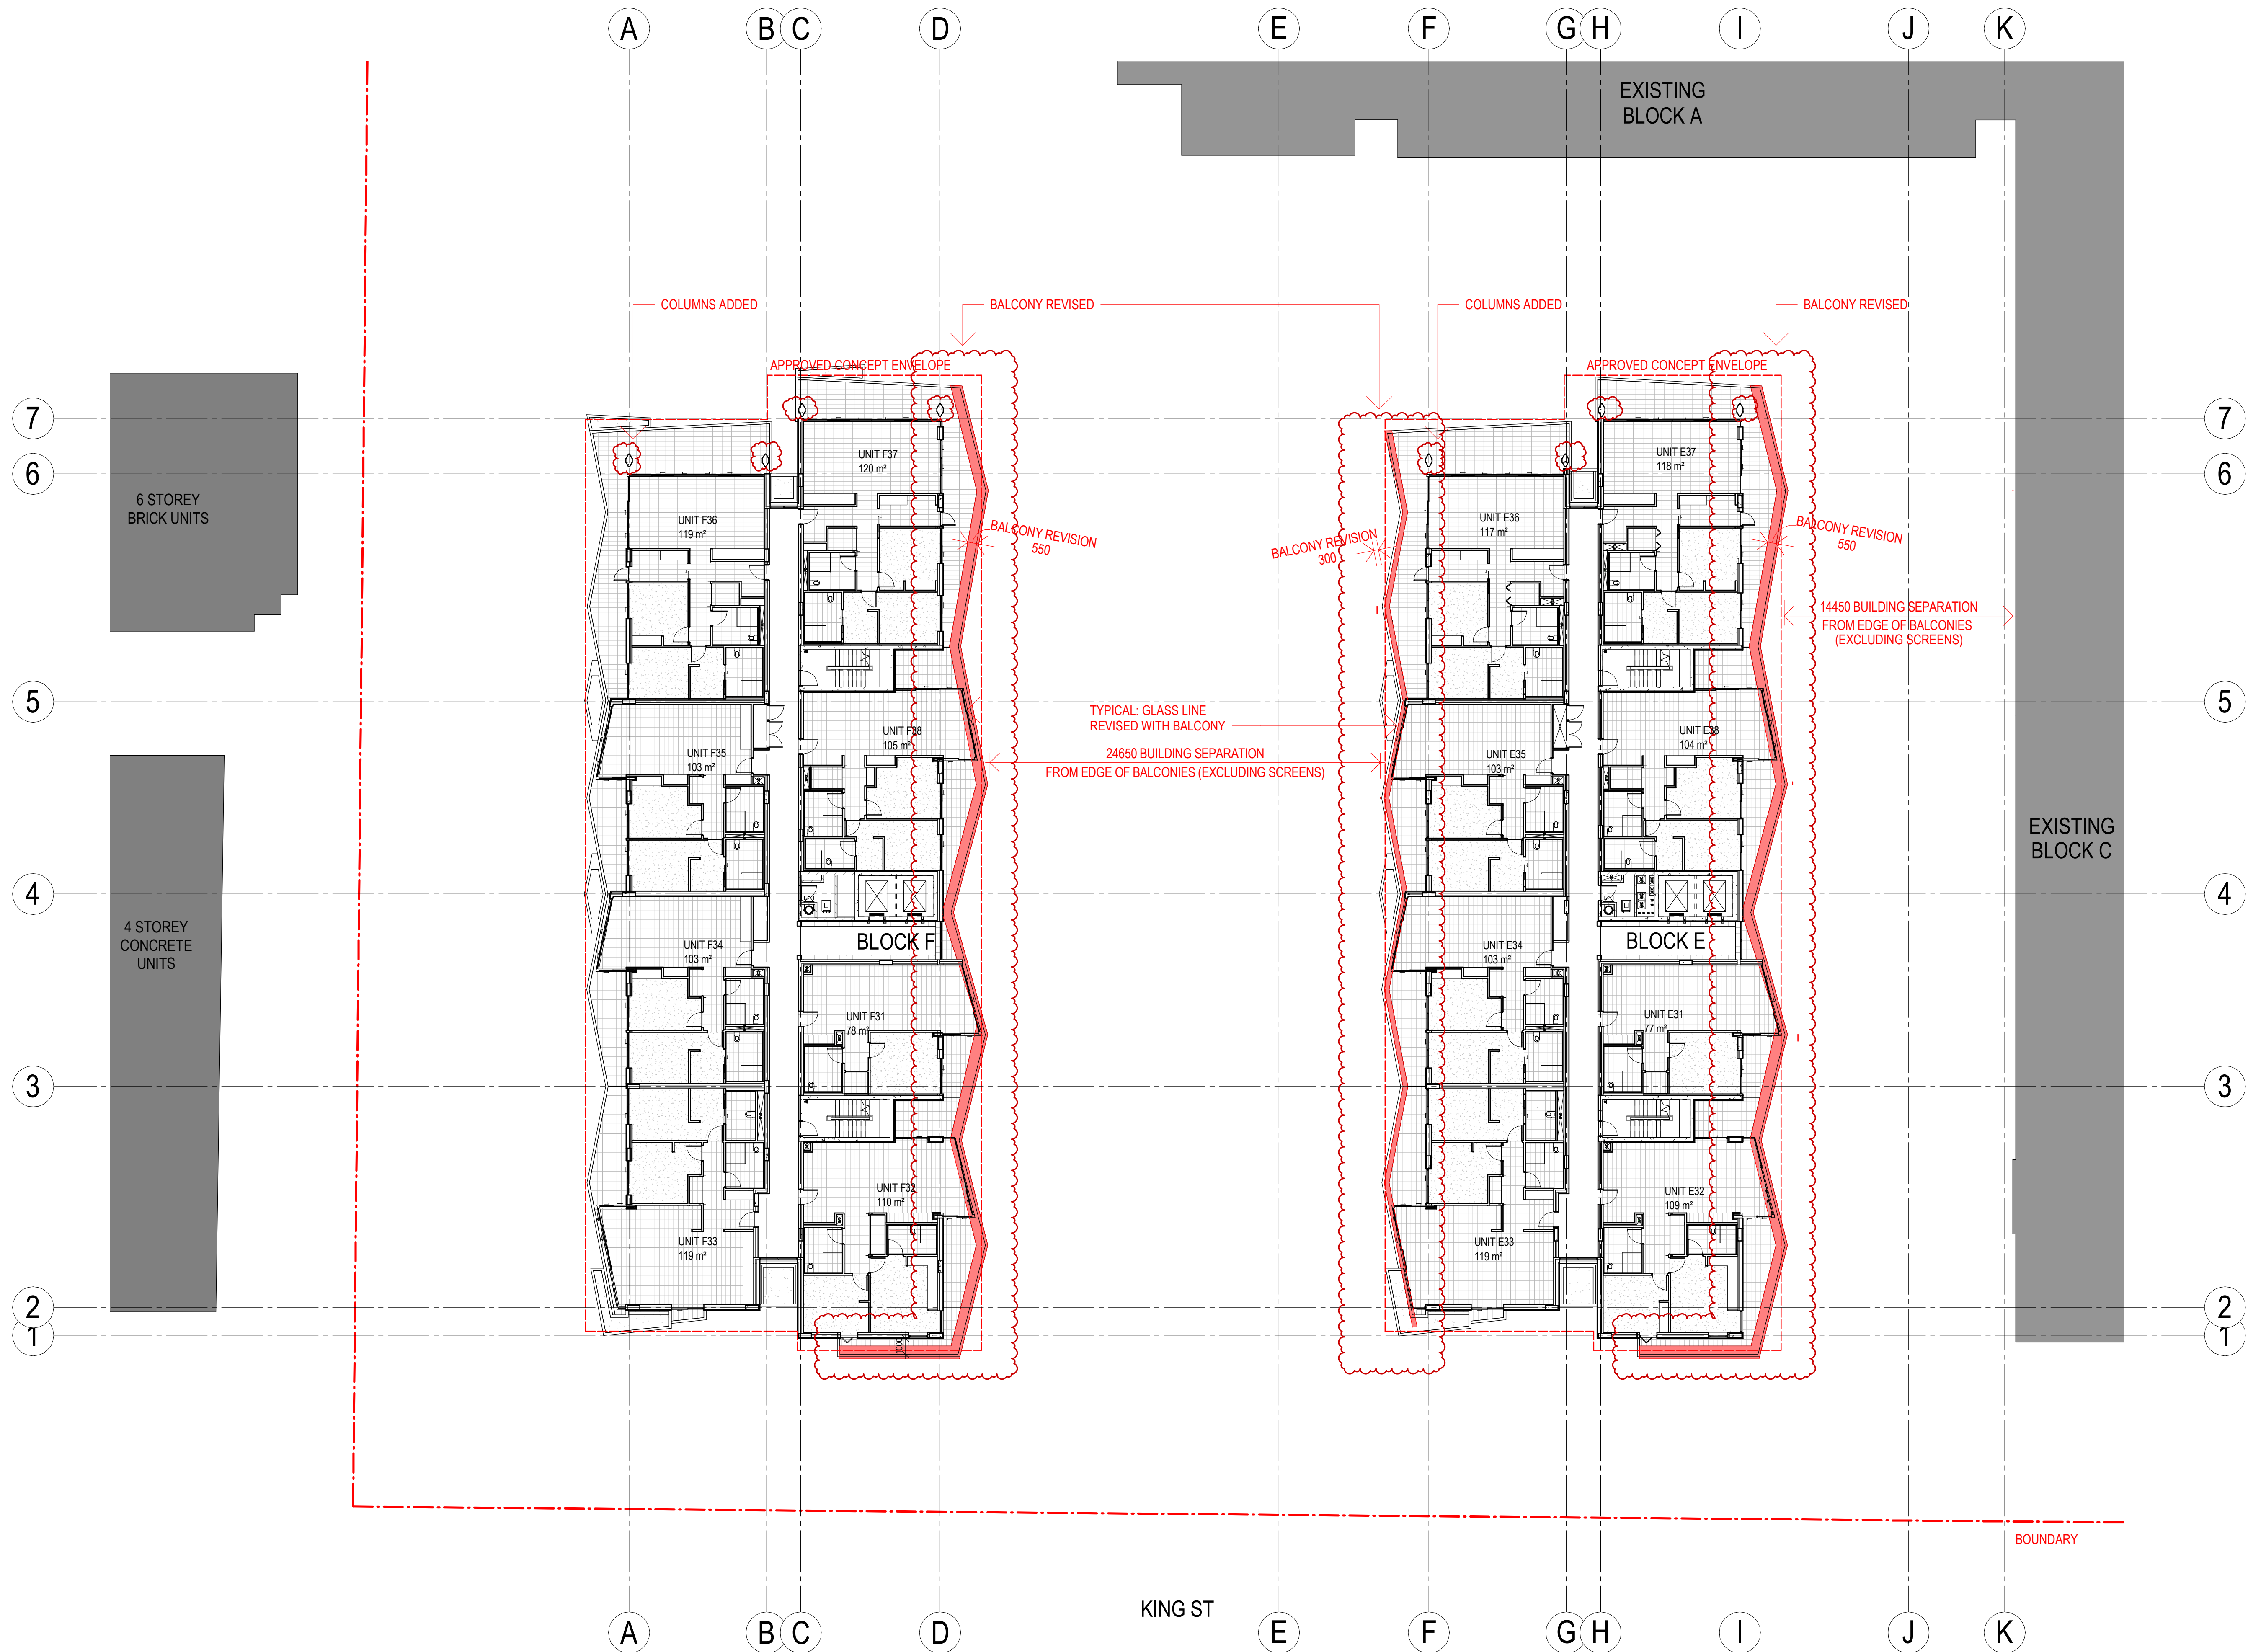 A
B
C
D
E
F
G
H
I
J
K
EXISTING
BLOCK A
COLUMNS ADDED
BALCONY REVISED
COLUMNS ADDED
BALCONY REVISED
APPROVED CONCEPT ENVELOPE
APPROVED CONCEPT ENVELOPE
7
7
6
6
UNIT F37
120 m²
UNIT E37
118 m²
6 STOREY
BRICK UNITS
UNIT F36
119 m²
UNIT E36
117 m²
BALCONY REVISION
550
BALCONY REVISION
300
BALCONY REVISION
550
14450 BUILDING SEPARATION
FROM EDGE OF BALCONIES
(EXCLUDING SCREENS)
5
5
TYPICAL: GLASS LINE
REVISED WITH BALCONY
UNIT F38
105 m²
UNIT E38
104 m²
UNIT F35
103 m²
UNIT E35
103 m²
24650 BUILDING SEPARATION
FROM EDGE OF BALCONIES (EXCLUDING SCREENS)
EXISTING
BLOCK C
4
4
4 STOREY
CONCRETE
UNITS
UNIT F34
103 m²
BLOCK F
UNIT E34
103 m²
BLOCK E
UNIT F31
78 m²
UNIT E31
77 m²
3
3
UNIT F32
110 m²
UNIT E32
109 m²
UNIT F33
119 m²
UNIT E33
119 m²
2
2
1
1
1000
BOUNDARY
KING ST
A
B
C
D
E
F
G
H
I
J
K